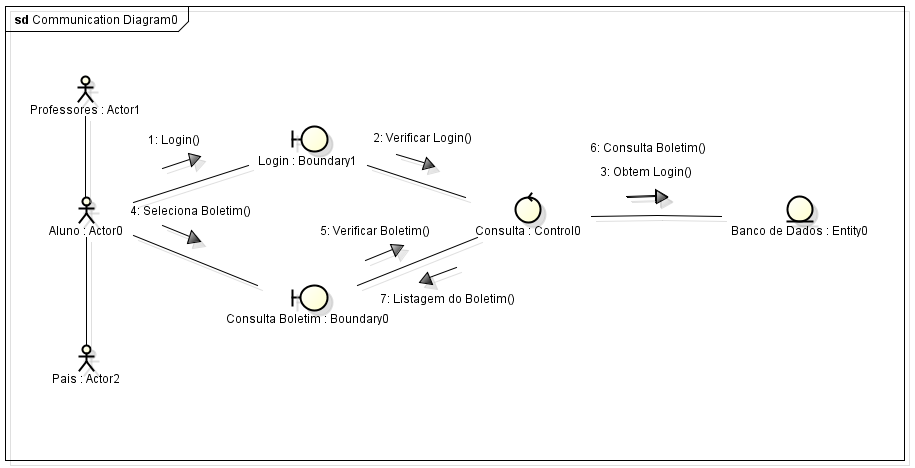 sd Communication Diagram0
Professores : Actor1
1: Login()
2: Verificar Login()
6: Consulta Boletim()
Login : Boundary1
3: Obtem Login()
4: Seleciona Boletim()
Aluno : Actor0
5: Verificar Boletim()
Consulta : Control0
Banco de Dados : Entity0
7: Listagem do Boletim()
Consulta Boletim : Boundary0
Pais : Actor2